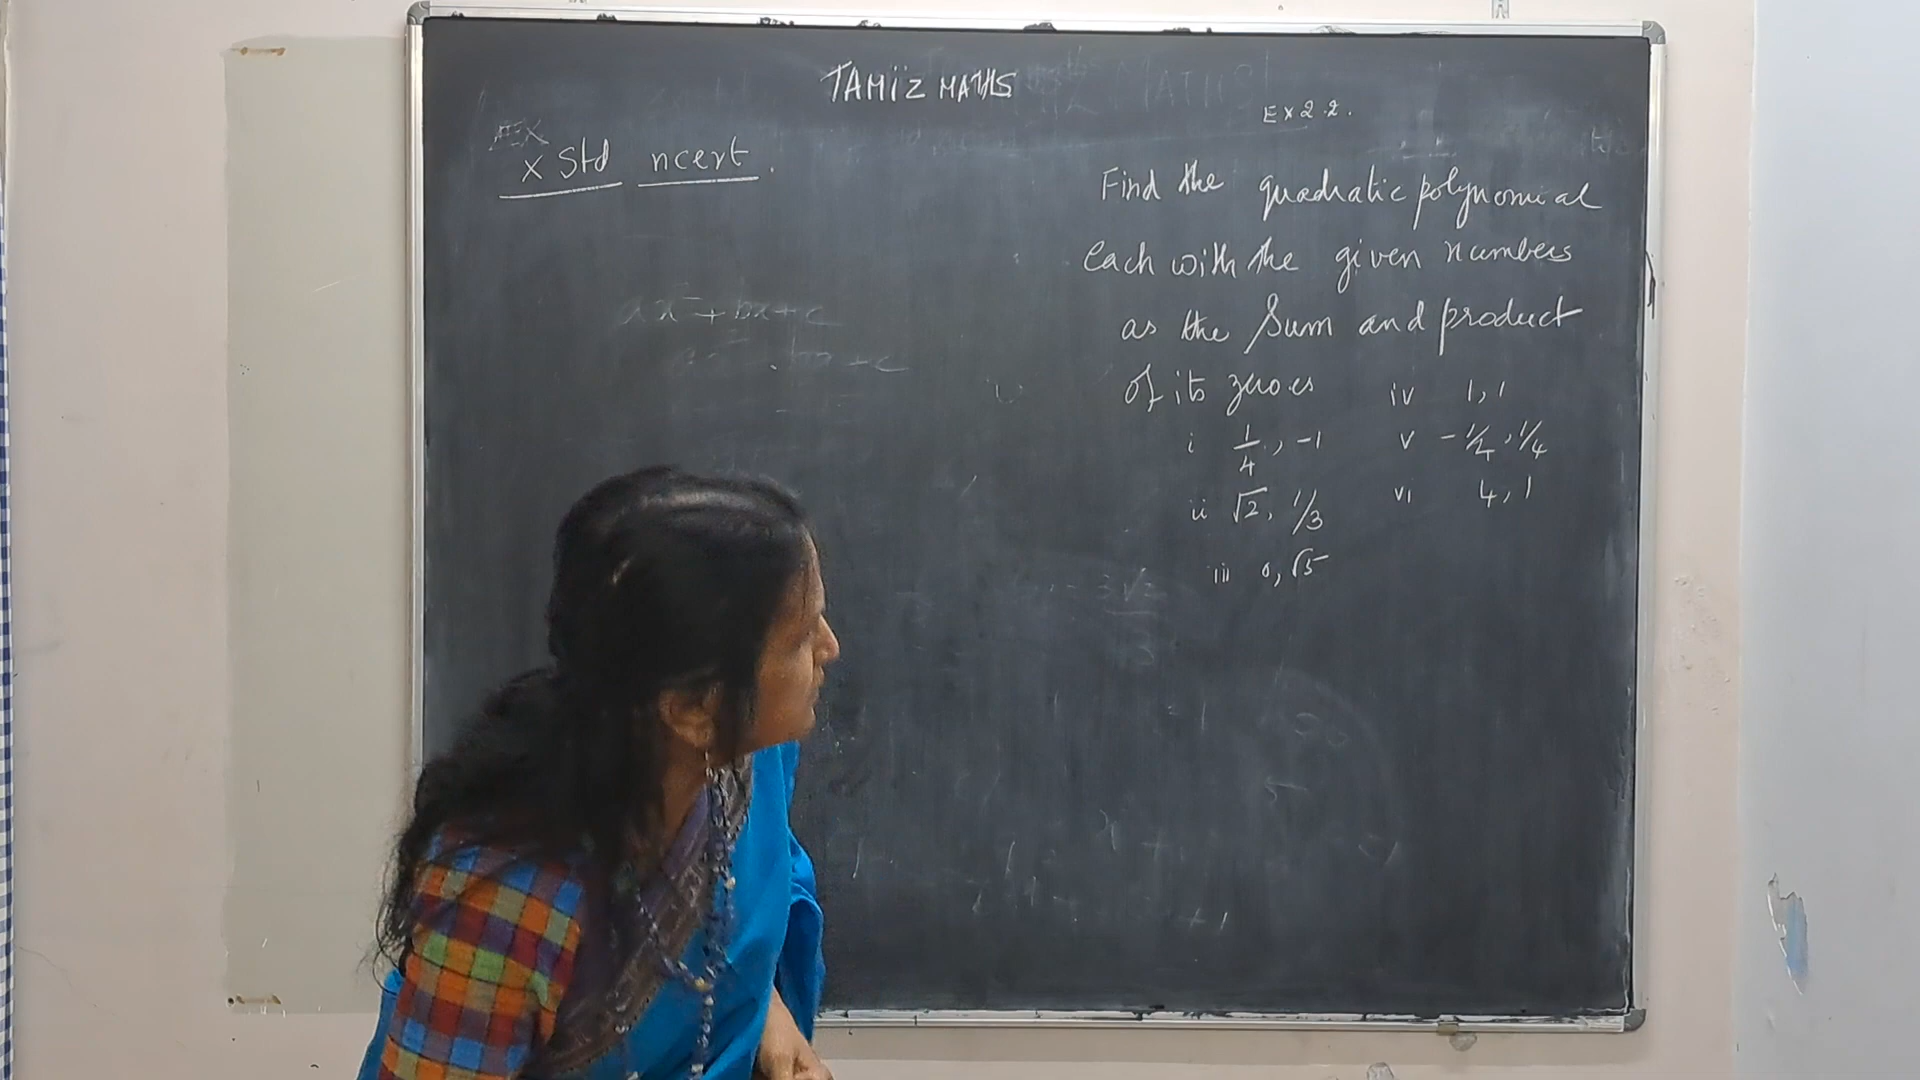 TAMiZ MATHS
Ex 2.2.
X Std ncert.
Find the quadratic polynomial
each with the given numbers
as the Sum and product
of its zeroes
i 1/4, -1
ii √2, 1/3
iii 0, √5
iv 1, 1
v -1/4, 1/4
vi 4, 1
ax²+bx+c